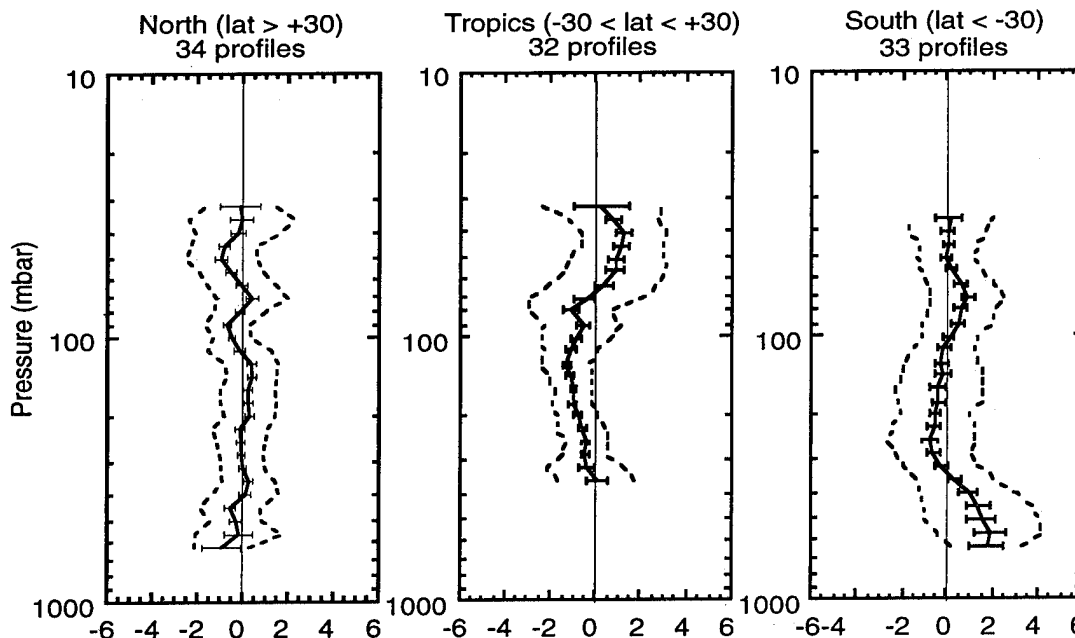 North (lat > +30)
34 profiles
Tropics (-30 < lat < +30)
32 profiles
South (lat < -30)
33 profiles
Pressure (mbar)
10
100
1000
-6 -4 -2 0 2 4 6
10
100
1000
-6 -4 -2 0 2 4 6
10
100
1000
-6 -4 -2 0 2 4 6